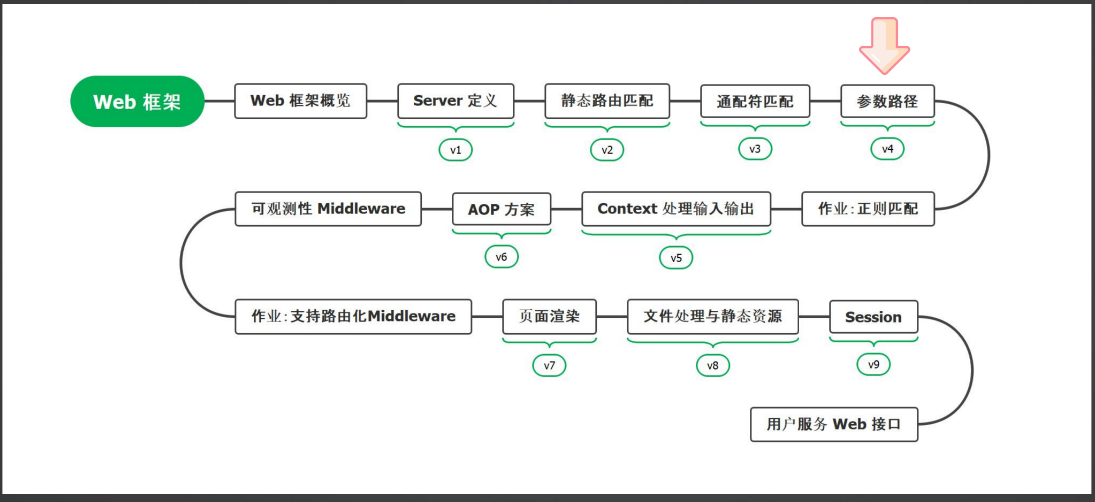 Web 框架
Web 框架概览
Server 定义
静态路由匹配
通配符匹配
参数路径
v1
v2
v3
v4
作业:正则匹配
Context 处理输入输出
AOP 方案
可观测性 Middleware
v5
v6
作业:支持路由化Middleware
页面渲染
文件处理与静态资源
Session
v7
v8
v9
用户服务 Web 接口